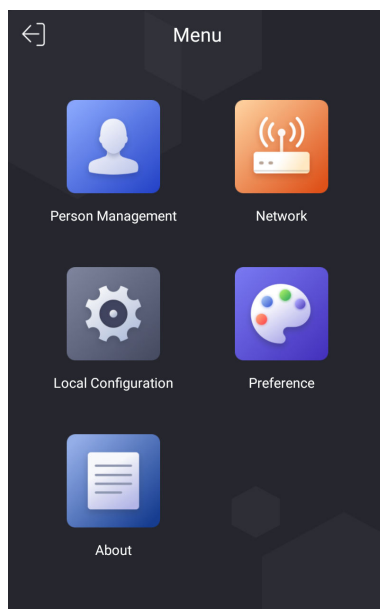 Menu
Person Management
Network
Local Configuration
Preference
About